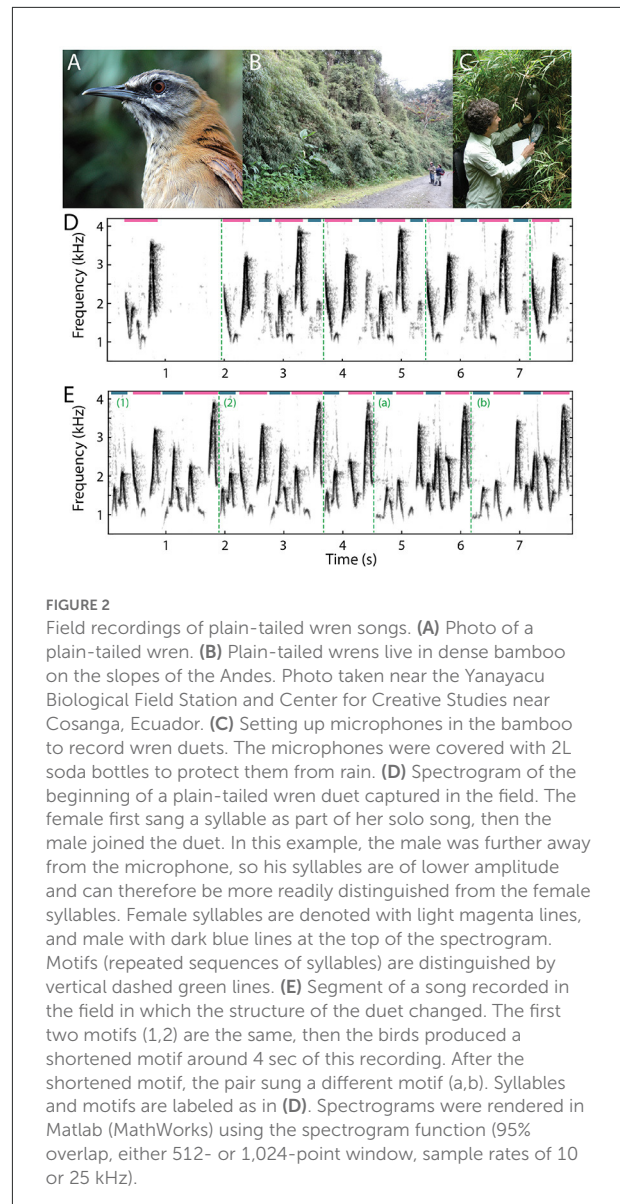 A
B
C
D
Frequency (kHz)
4
3
2
1
1 2 3 4 5 6 7
E
(1) (2) (a) (b)
Frequency (kHz)
4
3
2
1
1 2 3 4 5 6 7
Time (s)
FIGURE 2
Field recordings of plain-tailed wren songs. (A) Photo of a
plain-tailed wren. (B) Plain-tailed wrens live in dense bamboo
on the slopes of the Andes. Photo taken near the Yanayacu
Biological Field Station and Center for Creative Studies near
Cosanga, Ecuador. (C) Setting up microphones in the bamboo
to record wren duets. The microphones were covered with 2L
soda bottles to protect them from rain. (D) Spectrogram of the
beginning of a plain-tailed wren duet captured in the field. The
female first sang a syllable as part of her solo song, then the
male joined the duet. In this example, the male was further away
from the microphone, so his syllables are of lower amplitude
and can therefore be more readily distinguished from the female
syllables. Female syllables are denoted with light magenta lines,
and male with dark blue lines at the top of the spectrogram.
Motifs (repeated sequences of syllables) are distinguished by
vertical dashed green lines. (E) Segment of a song recorded in
the field in which the structure of the duet changed. The first
two motifs (1,2) are the same, then the birds produced a
shortened motif around 4 sec of this recording. After the
shortened motif, the pair sung a different motif (a,b). Syllables
and motifs are labeled as in (D). Spectrograms were rendered in
Matlab (MathWorks) using the spectrogram function (95%
overlap, either 512- or 1,024-point window, sample rates of 10
or 25 kHz).